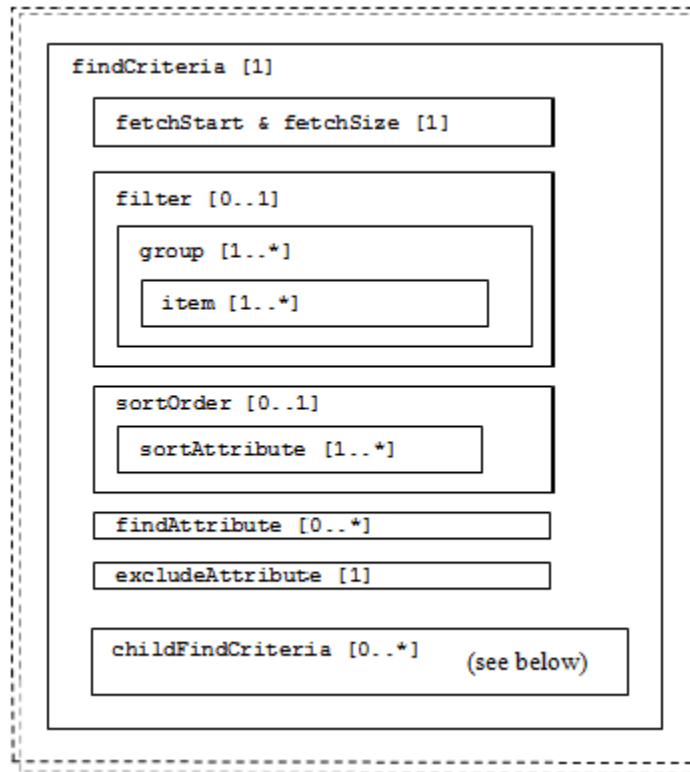 findCriteria [1]
fetchStart & fetchSize [1]
filter [0..1]
group [1..*]
item [1..*]
sortOrder [0..1]
sortAttribute [1..*]
findAttribute [0..*]
excludeAttribute [1]
childFindCriteria [0..*] (see below)